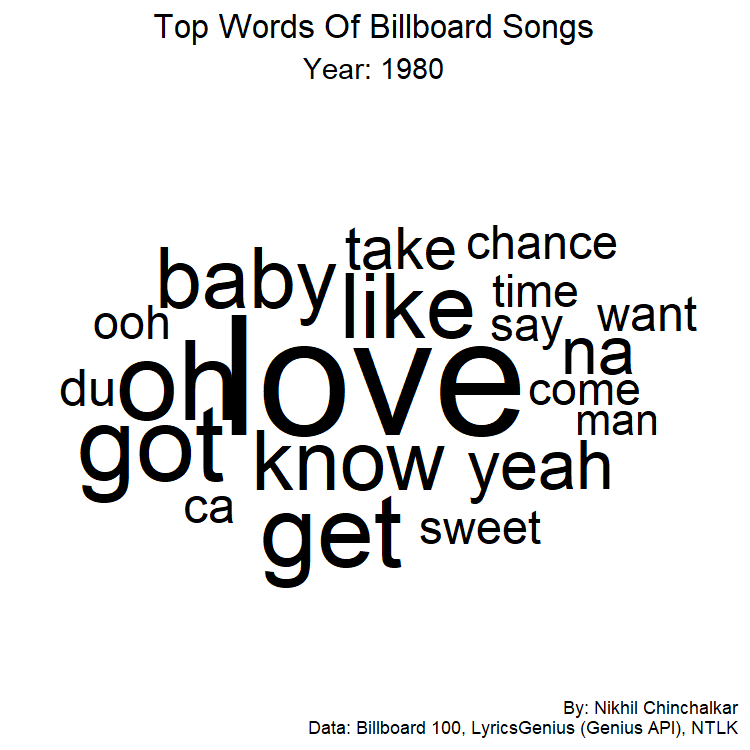 Top Words Of Billboard Songs
Year: 1980
take chance
baby like time
ooh say want
love na
du oh come
man
got know yeah
ca
get sweet
By: Nikhil Chinchalkar
Data: Billboard 100, LyricsGenius (Genius API), NTLK